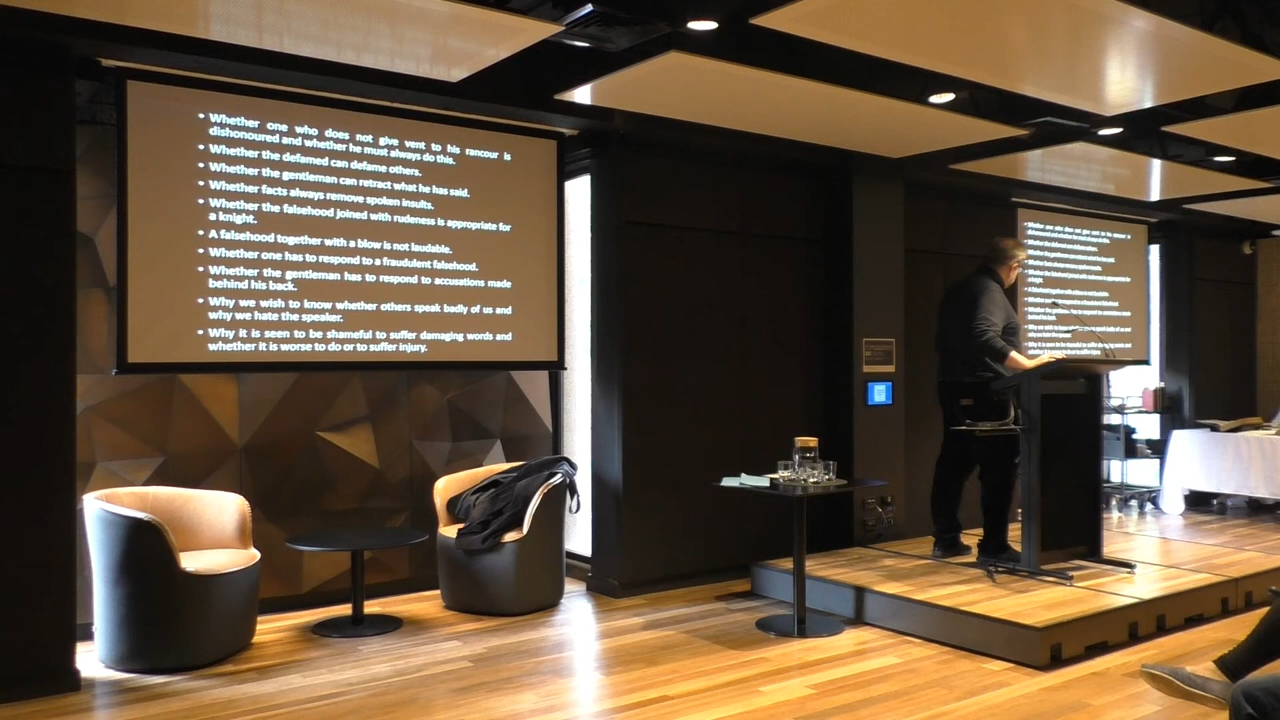 • Whether one who does not give vent to his rancour is
dishonoured and whether he must always do this.
• Whether the defamed can defame others.
• Whether the gentleman can retract what he has said.
• Whether facts always remove spoken insults.
• Whether the falsehood joined with rudeness is appropriate for
a knight.
• A falsehood together with a blow is not laudable.
• Whether one has to respond to a fraudulent falsehood.
• Whether the gentleman has to respond to accusations made
behind his back.
• Why we wish to know whether others speak badly of us and
why we hate the speaker.
• Why it is seen to be shameful to suffer damaging words and
whether it is worse to do or to suffer injury.